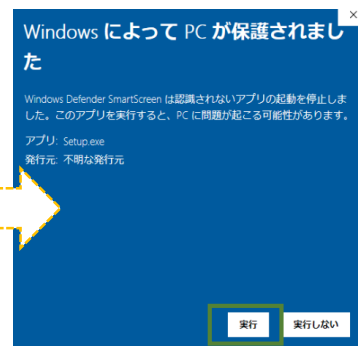 Windows によって PC が保護されまし
た
Windows Defender SmartScreen は認識されないアプリの起動を停止しま
した。このアプリを実行すると、PC に問題が起こる可能性があります。
アプリ: Setup.exe
発行元: 不明な発行元
実行
実行しない